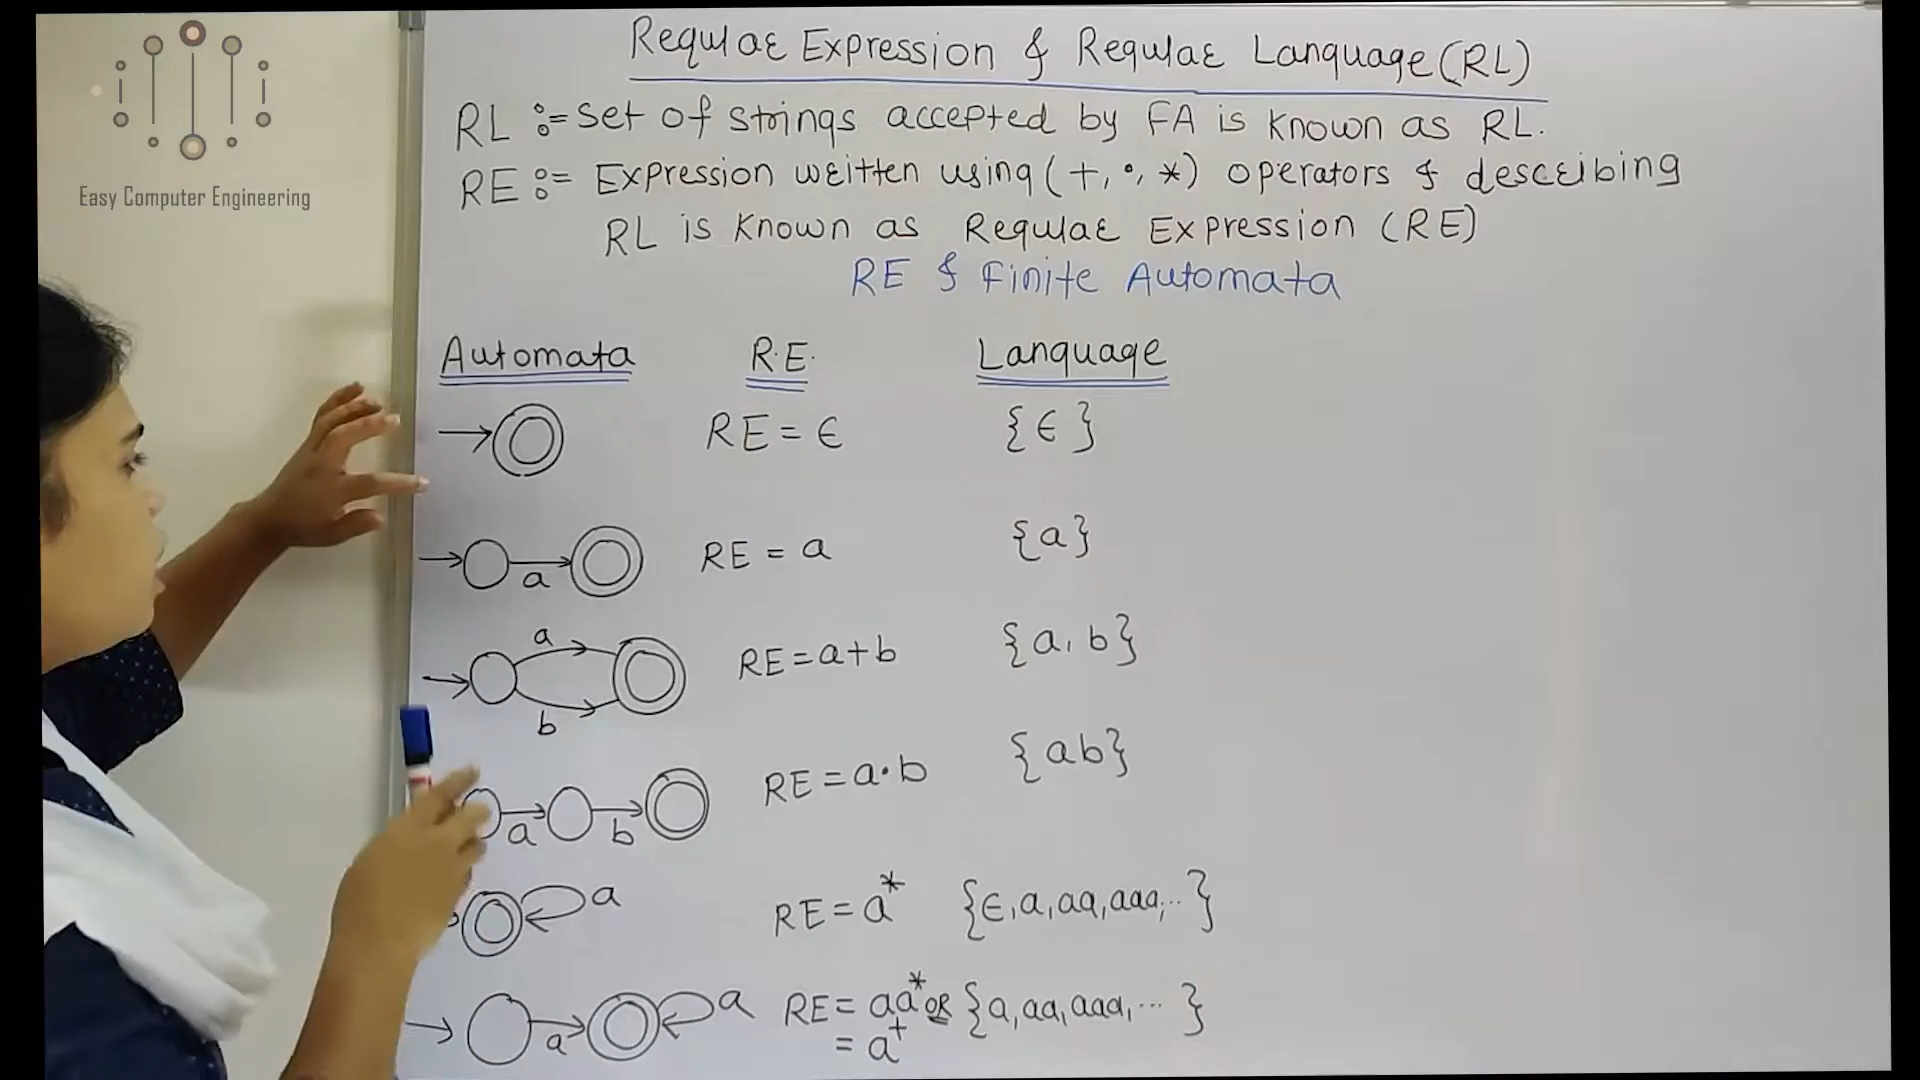 Easy Computer Engineering
Regular Expression & Regular Language (RL)
RL := set of strings accepted by FA is known as RL.
RE := Expression written using (+, •, *) operators & describing
RL is known as Regular Expression (RE)
RE & Finite Automata
Automata R.E. Language
RE = ϵ {ϵ}
a RE = a {a}
a
b RE = a+b {a, b}
a b RE = a•b {ab}
a RE = a* {ϵ, a, aa, aaa, ..}
a a RE = aa* OR {a, aa, aaa, ... }
= a⁺